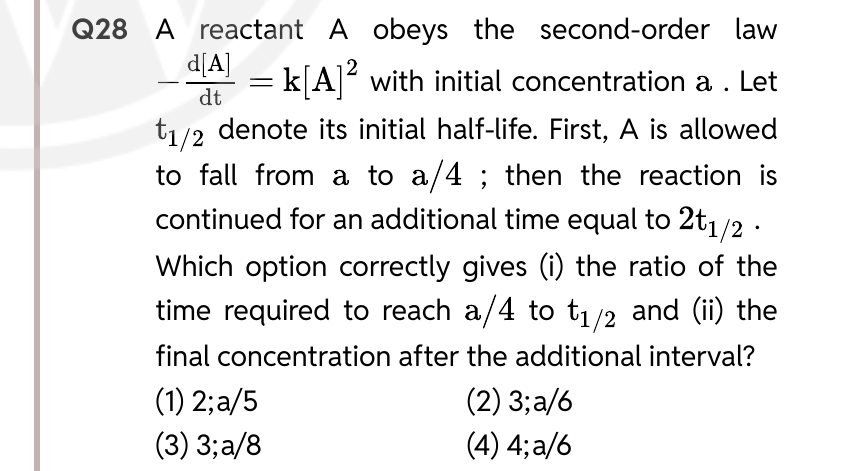 Q28 A reactant A obeys the second-order law
−d[A]/dt = k[A]² with initial concentration a . Let
t₁/₂ denote its initial half-life. First, A is allowed
to fall from a to a/4 ; then the reaction is
continued for an additional time equal to 2t₁/₂ .
Which option correctly gives (i) the ratio of the
time required to reach a/4 to t₁/₂ and (ii) the
final concentration after the additional interval?
(1) 2;a/5 (2) 3;a/6
(3) 3;a/8 (4) 4;a/6